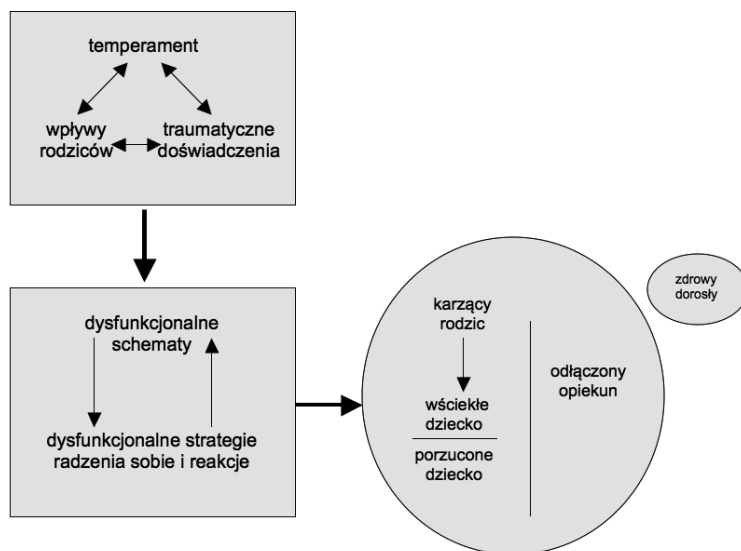 temperament
wpływy
rodziców
traumatyczne
doświadczenia
dysfunkcjonalne
schematy
dysfunkcjonalne strategie
radzenia sobie i reakcje
karzący
rodzic
wściekłe
dziecko
porzucone
dziecko
odłączony
opiekun
zdrowy
dorosły